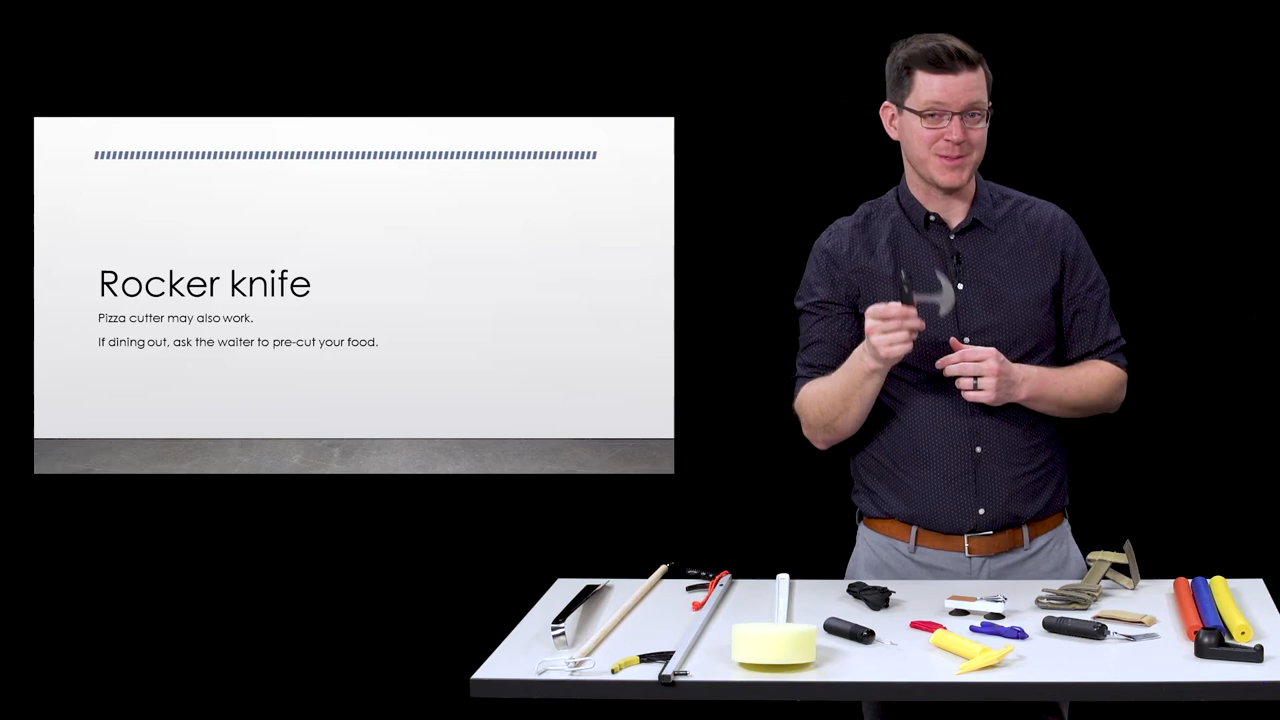 Rocker knife
Pizza cutter may also work.
If dining out, ask the waiter to pre-cut your food.